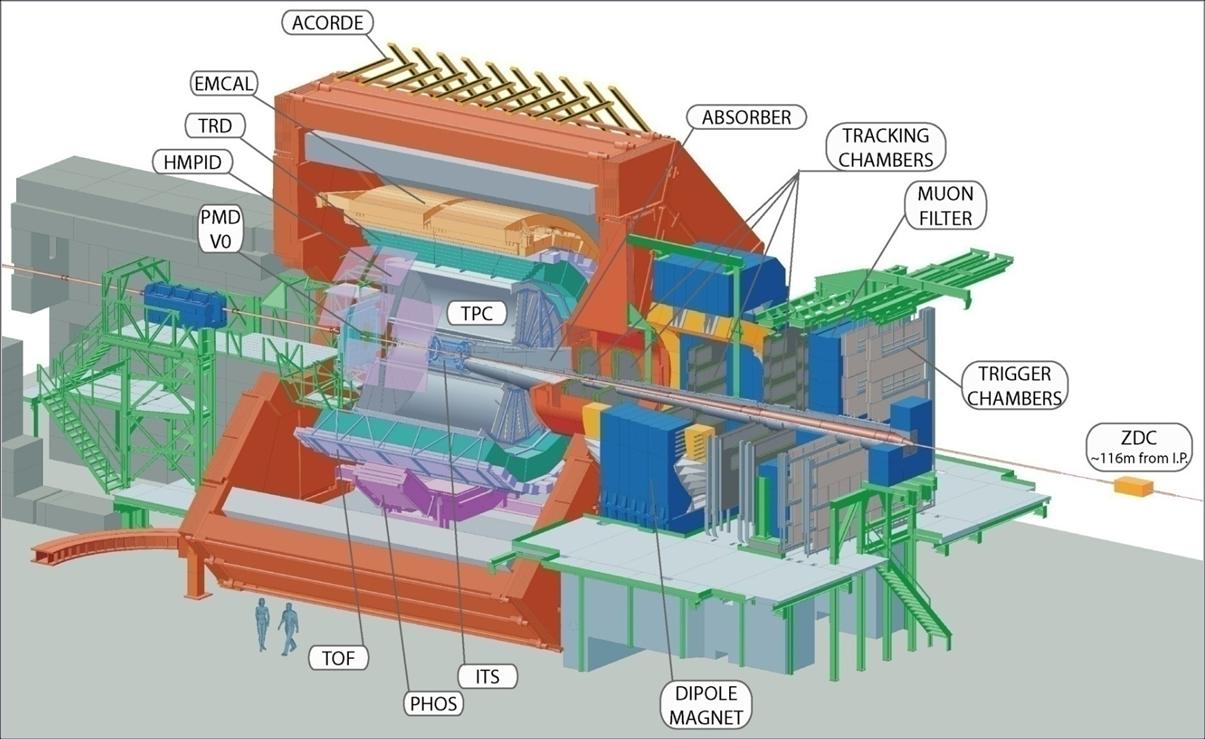 ACORDE
EMCAL
TRD
HMPID
PMD
V0
TPC
ABSORBER
TRACKING
CHAMBERS
MUON
FILTER
TRIGGER
CHAMBERS
ZDC
~116m from I.P.
TOF
PHOS
ITS
DIPOLE
MAGNET